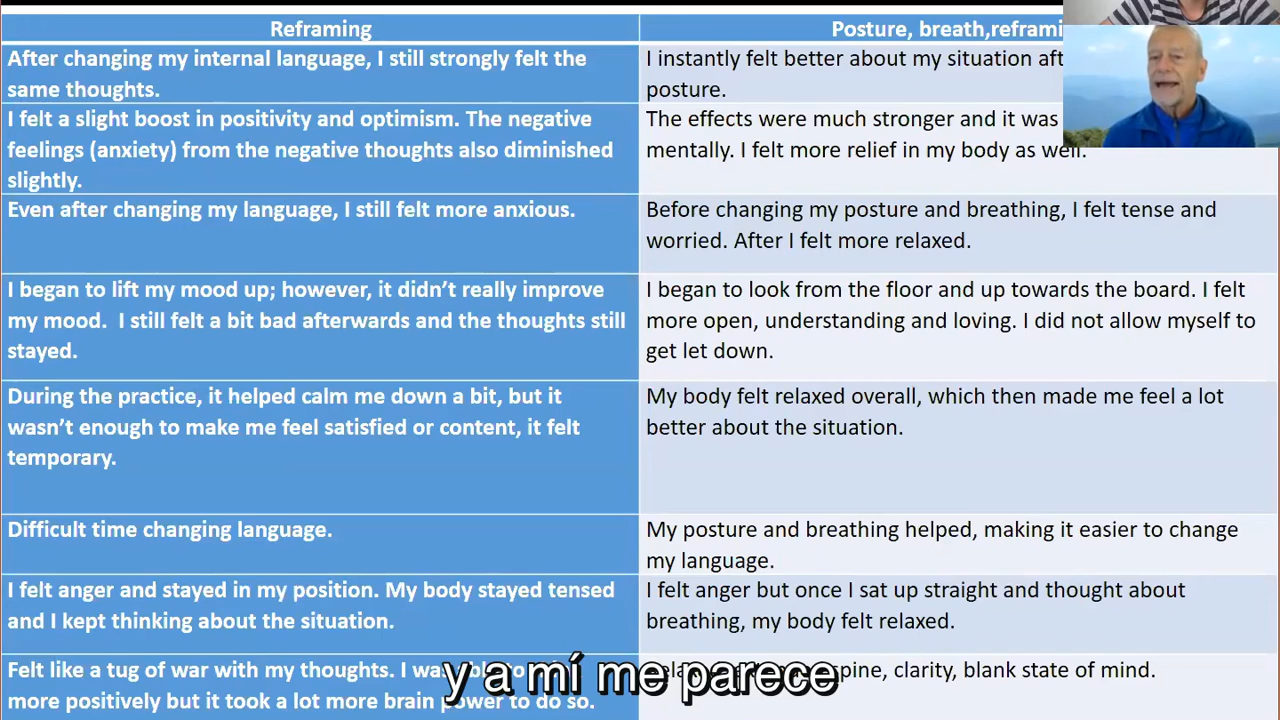 Reframing
Posture, breath,
After changing my internal language, I still strongly felt the
same thoughts.
I instantly felt better about my situation
posture.
I felt a slight boost in positivity and optimism. The negative
feelings (anxiety) from the negative thoughts also diminished
slightly.
The effects were much stronger and it was
mentally. I felt more relief in my body as well.
Even after changing my language, I still felt more anxious.
Before changing my posture and breathing, I felt tense and
worried. After I felt more relaxed.
I began to lift my mood up; however, it didn’t really improve
my mood.  I still felt a bit bad afterwards and the thoughts still
stayed.
I began to look from the floor and up towards the board. I felt
more open, understanding and loving. I did not allow myself to
get let down.
During the practice, it helped calm me down a bit, but it
wasn’t enough to make me feel satisfied or content, it felt
temporary.
My body felt relaxed overall, which then made me feel a lot
better about the situation.
Difficult time changing language.
My posture and breathing helped, making it easier to change
my language.
I felt anger and stayed in my position. My body stayed tensed
and I kept thinking about the situation.
I felt anger but once I sat up straight and thought about
breathing, my body felt relaxed.
Felt like a tug of war with my thoughts. I
more positively but it took a lot more brain power to do so.
spine, clarity, blank state of mind.
y a mí me parece